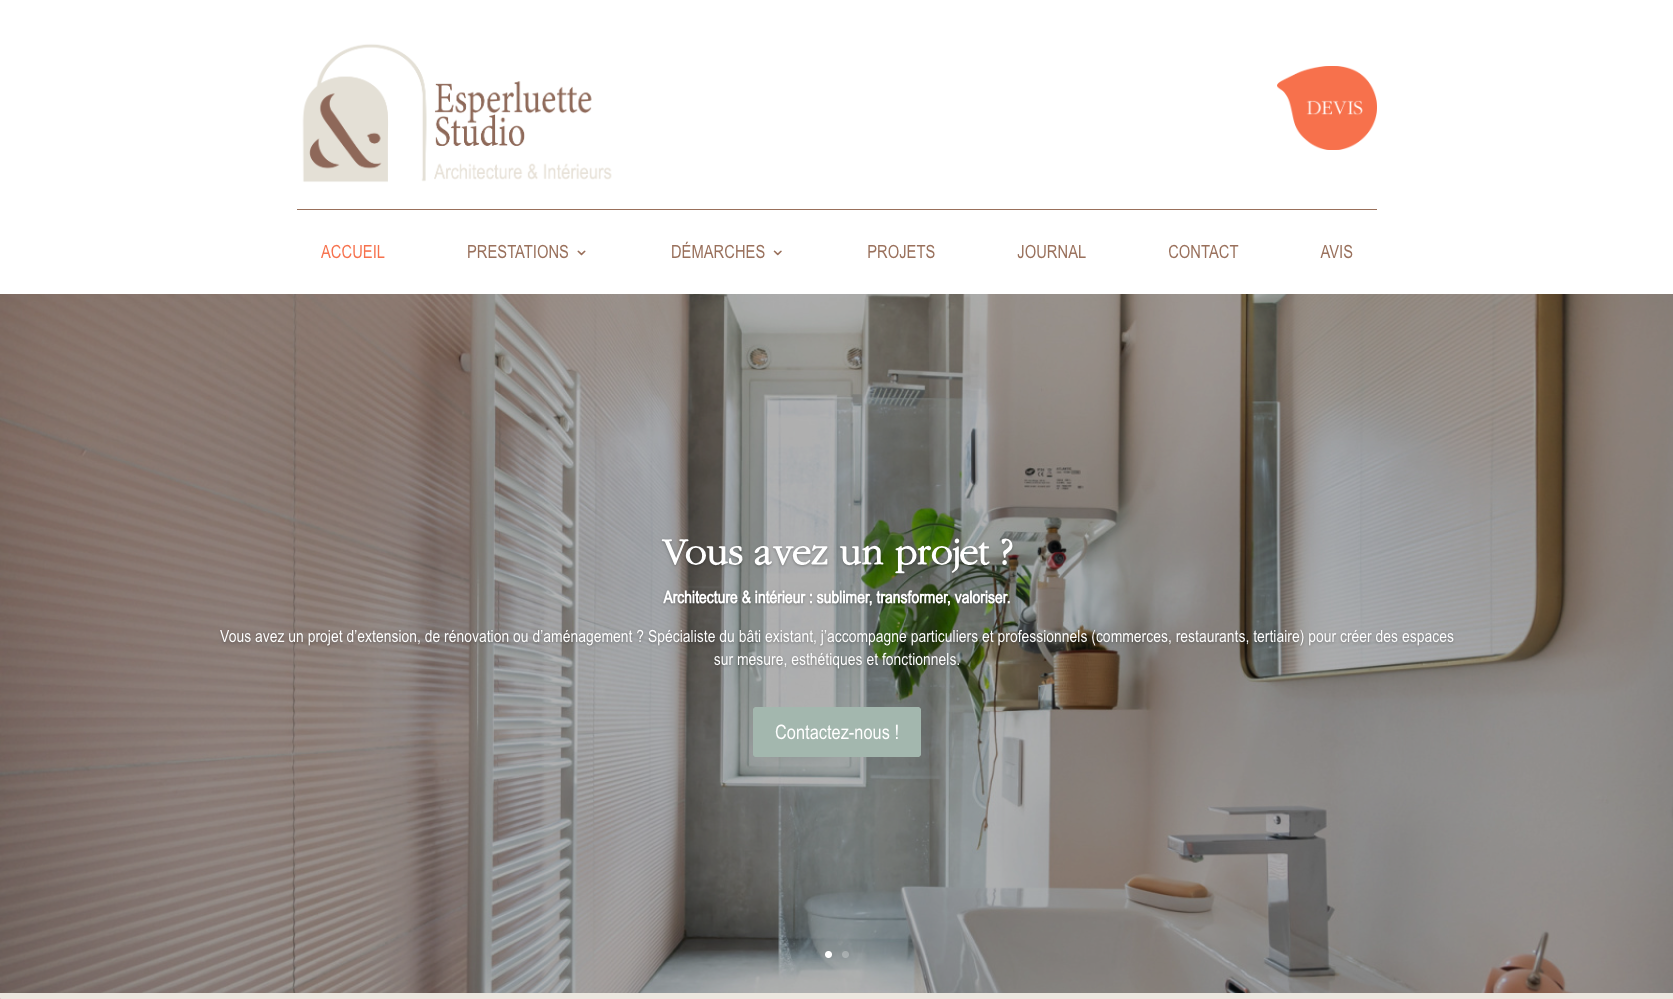 &
Esperluette
Studio
Architecture & Intérieurs
DEVIS
ACCUEIL
PRESTATIONS
DÉMARCHES
PROJETS
JOURNAL
CONTACT
AVIS
Vous avez un projet ?
Architecture & intérieur : sublimer, transformer, valoriser.
Vous avez un projet d'extension, de rénovation ou d'aménagement ? Spécialiste du bâti existant, j'accompagne particuliers et professionnels (commerces, restaurants, tertiaire) pour créer des espaces
sur mesure, esthétiques et fonctionnels.
Contactez-nous !